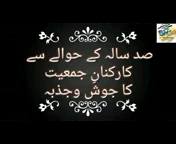 صد سالہ کے حوالے سے
کارکنان جمعیت
کا جوش وجذبہ